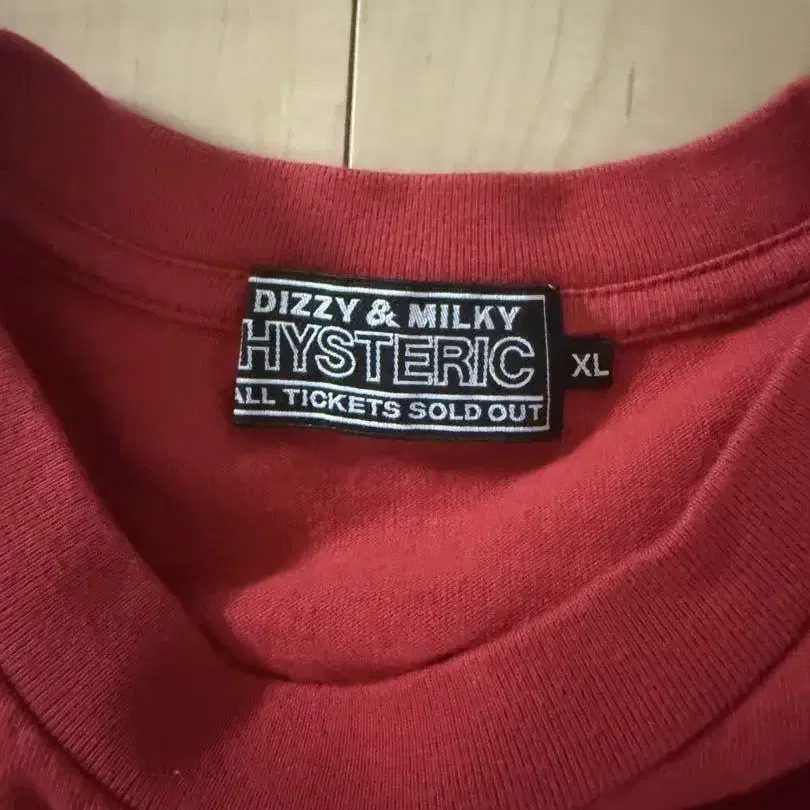 DIZZY & MILKY
HYSTERIC
ALL TICKETS SOLD OUT
XL